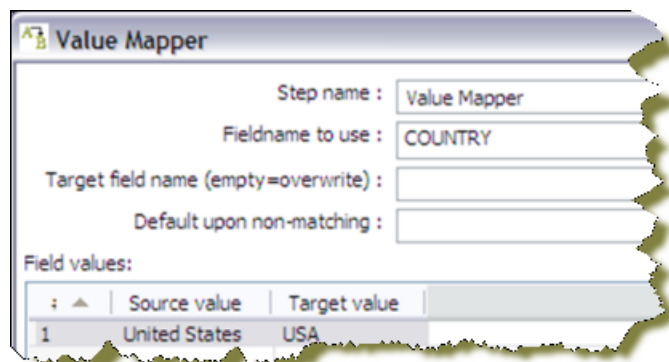 Value Mapper
Step name : Value Mapper
Fieldname to use : COUNTRY
Target field name (empty=overwrite) :
Default upon non-matching :
Field values:
: Source value Target value
1 United States USA